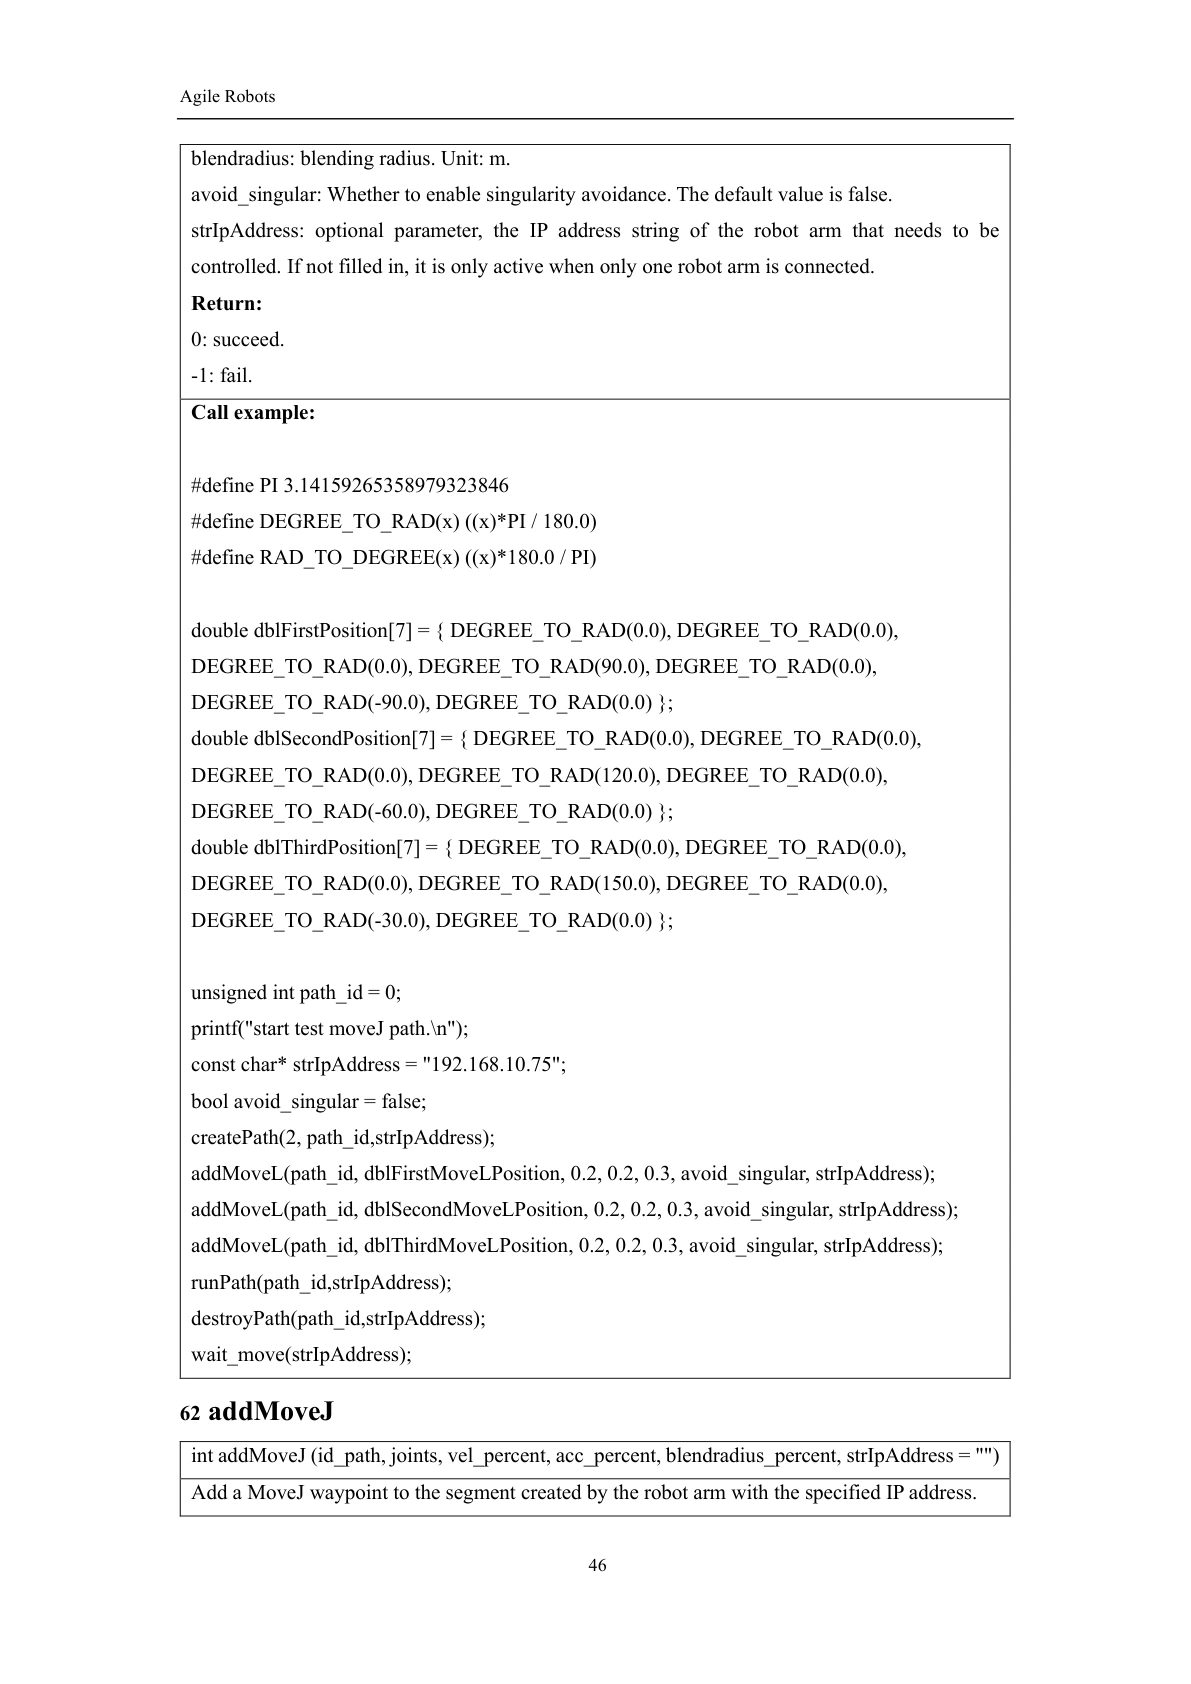 Agile Robots
blendradius: blending radius. Unit: m.
avoid_singular: Whether to enable singularity avoidance. The default value is false.
strIpAddress: optional parameter, the IP address string of the robot arm that needs to be
controlled. If not filled in, it is only active when only one robot arm is connected.
Return:
0: succeed.
-1: fail.
Call example:
#define PI 3.14159265358979323846
#define DEGREE_TO_RAD(x) ((x)*PI / 180.0)
#define RAD_TO_DEGREE(x) ((x)*180.0 / PI)
double dblFirstPosition[7] = { DEGREE_TO_RAD(0.0), DEGREE_TO_RAD(0.0),
DEGREE_TO_RAD(0.0), DEGREE_TO_RAD(90.0), DEGREE_TO_RAD(0.0),
DEGREE_TO_RAD(-90.0), DEGREE_TO_RAD(0.0) };
double dblSecondPosition[7] = { DEGREE_TO_RAD(0.0), DEGREE_TO_RAD(0.0),
DEGREE_TO_RAD(0.0), DEGREE_TO_RAD(120.0), DEGREE_TO_RAD(0.0),
DEGREE_TO_RAD(-60.0), DEGREE_TO_RAD(0.0) };
double dblThirdPosition[7] = { DEGREE_TO_RAD(0.0), DEGREE_TO_RAD(0.0),
DEGREE_TO_RAD(0.0), DEGREE_TO_RAD(150.0), DEGREE_TO_RAD(0.0),
DEGREE_TO_RAD(-30.0), DEGREE_TO_RAD(0.0) };
unsigned int path_id = 0;
printf("start test moveJ path.\n");
const char* strIpAddress = "192.168.10.75";
bool avoid_singular = false;
createPath(2, path_id,strIpAddress);
addMoveL(path_id, dblFirstMoveLPosition, 0.2, 0.2, 0.3, avoid_singular, strIpAddress);
addMoveL(path_id, dblSecondMoveLPosition, 0.2, 0.2, 0.3, avoid_singular, strIpAddress);
addMoveL(path_id, dblThirdMoveLPosition, 0.2, 0.2, 0.3, avoid_singular, strIpAddress);
runPath(path_id,strIpAddress);
destroyPath(path_id,strIpAddress);
wait_move(strIpAddress);
62 addMoveJ
int addMoveJ (id_path, joints, vel_percent, acc_percent, blendradius_percent, strIpAddress = "")
Add a MoveJ waypoint to the segment created by the robot arm with the specified IP address.
46